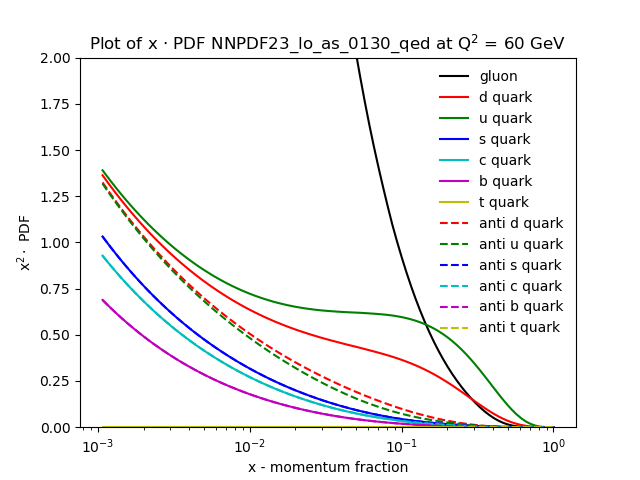 Plot of x · PDF NNPDF23_lo_as_0130_qed at Q² = 60 GeV
2.00
1.75
1.50
1.25
1.00
0.75
0.50
0.25
0.00
x² · PDF
gluon
d quark
u quark
s quark
c quark
b quark
t quark
anti d quark
anti u quark
anti s quark
anti c quark
anti b quark
anti t quark
10⁻³ 10⁻² 10⁻¹ 10⁰
x - momentum fraction